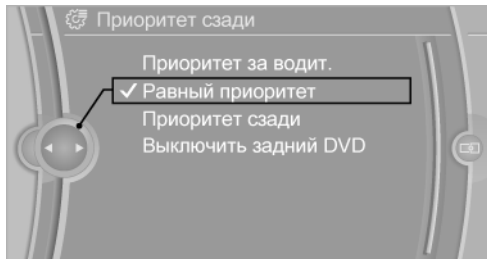 Приоритет сзади
Приоритет за водит.
Равный приоритет
Приоритет сзади
Выключить задний DVD